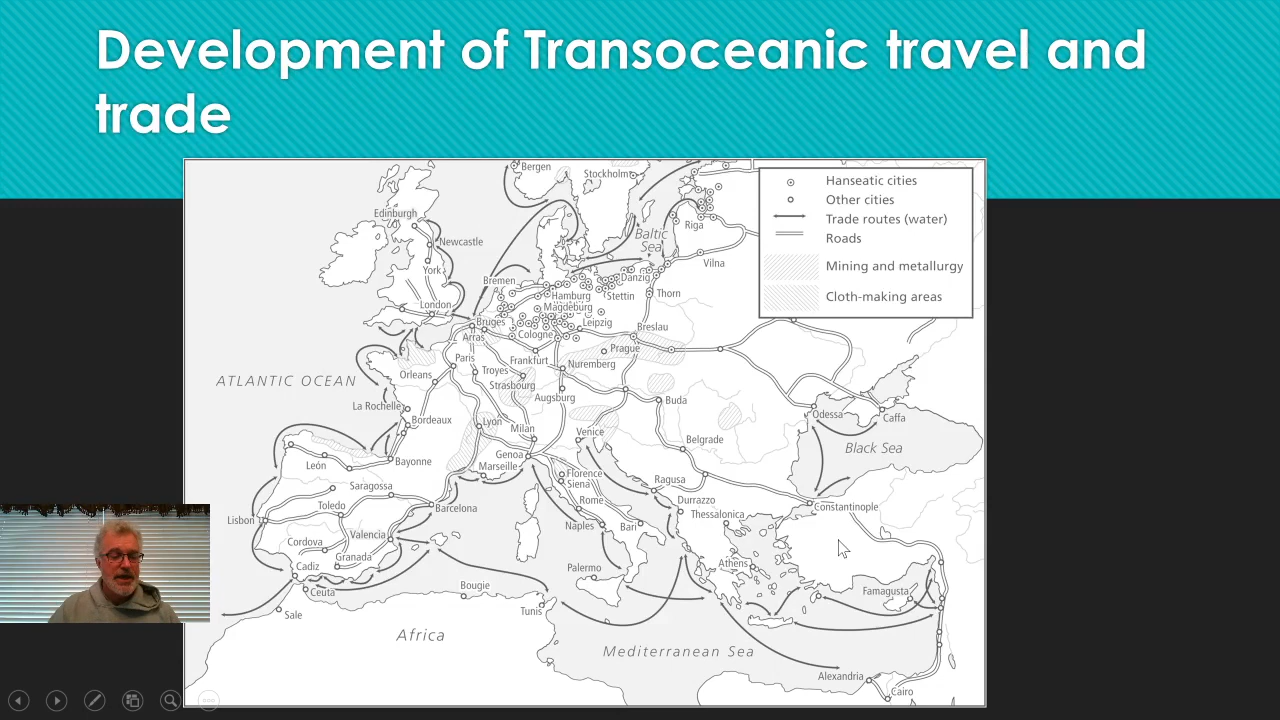 Development of Transoceanic travel and
trade
Bergen
Stockholm
Hanseatic cities
Other cities
Trade routes (water)
Roads
Mining and metallurgy
Cloth-making areas
Edinburgh
Newcastle
York
London
Baltic
Sea
Riga
Vilna
Bremen
Danzig
Hamburg
Stettin
Thorn
Magdeburg
Bruges
Leipzig
Breslau
Arras
Cologne
Prague
Paris
Frankfurt
Nuremberg
Troyes
Orleans
Strasbourg
Augsburg
ATLANTIC OCEAN
La Rochelle
Buda
Odessa
Caffa
Bordeaux
Lyon
Milan
Venice
Belgrade
Black Sea
León
Bayonne
Genoa
Marseille
Florence
Siena
Ragusa
Saragossa
Rome
Durrazzo
Toledo
Barcelona
Thessalonica
Constantinople
Lisbon
Valencia
Naples
Bari
Cordova
Granada
Cadiz
Palermo
Athens
Ceuta
Bougie
Famagusta
Sale
Tunis
Africa
Mediterranean Sea
Alexandria
Cairo